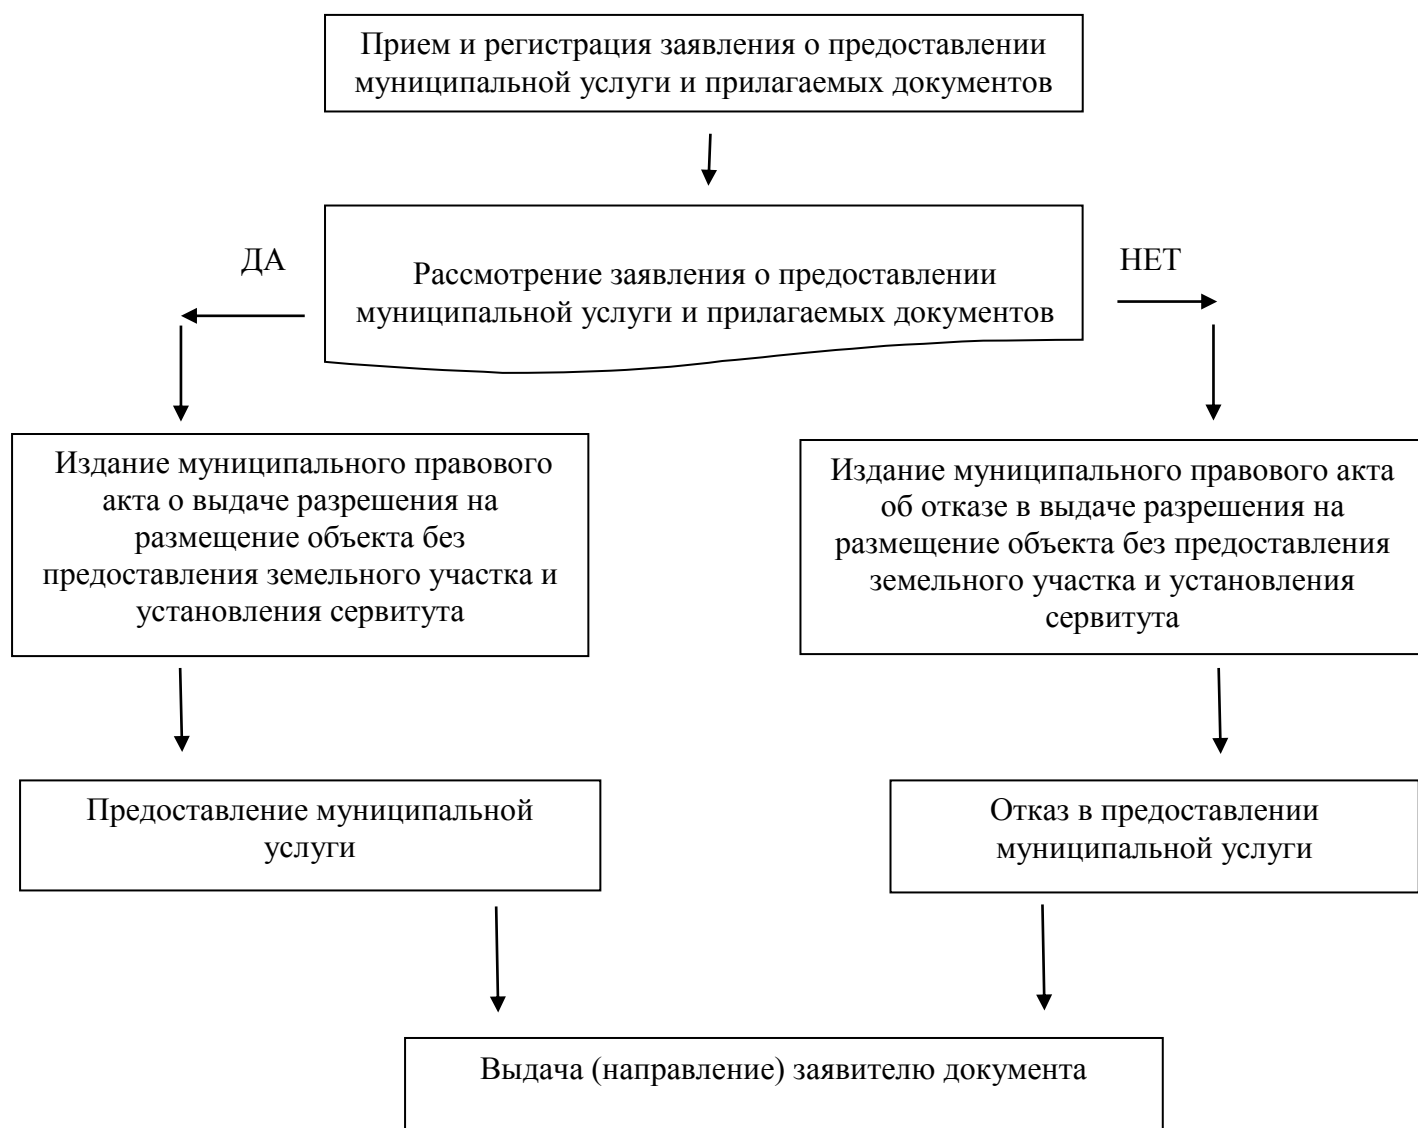 Прием и регистрация заявления о предоставлении
муниципальной услуги и прилагаемых документов
ДА
НЕТ
Рассмотрение заявления о предоставлении
муниципальной услуги и прилагаемых документов
Издание муниципального правового
акта о выдаче разрешения на
размещение объекта без
предоставления земельного участка и
установления сервитута
Издание муниципального правового акта
об отказе в выдаче разрешения на
размещение объекта без предоставления
земельного участка и установления
сервитута
Предоставление муниципальной
услуги
Отказ в предоставлении
муниципальной услуги
Выдача (направление) заявителю документа